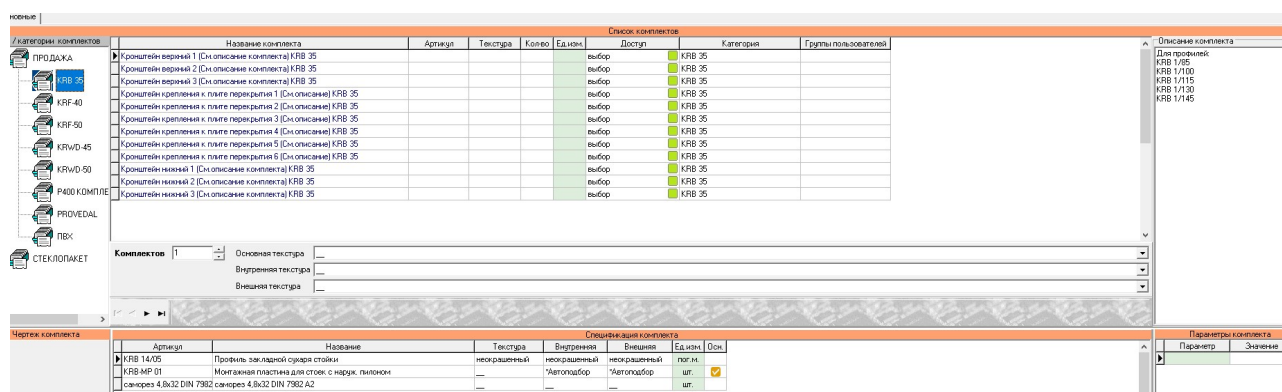 новные
Список комплектов
/ категории комплектов
ПРОДАЖА
KRB 35
KRF-40
KRF-50
KRWD-45
KRWD-50
P400 КОМПЛЕ
PROVEDAL
ПВХ
СТЕКЛОПАКЕТ
Название комплекта Артикул Текстура Кол-во Ед.изм. Доступ Категория Группы пользователей
Кронштейн верхний 1 (См.описание комплекта) KRB 35 выбор KRB 35
Кронштейн верхний 2 (См.описание комплекта) KRB 35 выбор KRB 35
Кронштейн верхний 3 (См.описание комплекта) KRB 35 выбор KRB 35
Кронштейн крепления к плите перекрытия 1 (См.описание) KRB 35 выбор KRB 35
Кронштейн крепления к плите перекрытия 2 (См.описание) KRB 35 выбор KRB 35
Кронштейн крепления к плите перекрытия 3 (См.описание) KRB 35 выбор KRB 35
Кронштейн крепления к плите перекрытия 4 (См.описание) KRB 35 выбор KRB 35
Кронштейн крепления к плите перекрытия 5 (См.описание) KRB 35 выбор KRB 35
Кронштейн крепления к плите перекрытия 6 (См.описание) KRB 35 выбор KRB 35
Кронштейн нижний 1 (См.описание комплекта) KRB 35 выбор KRB 35
Кронштейн нижний 2 (См.описание комплекта) KRB 35 выбор KRB 35
Кронштейн нижний 3 (См.описание комплекта) KRB 35 выбор KRB 35
Описание комплекта
Для профилей:
KRB 1/85
KRB 1/100
KRB 1/115
KRB 1/130
KRB 1/145
Комплектов 1 Основная текстура __
Внутренняя текстура __
Внешняя текстура __
Чертеж комплекта
Спецификация комплекта
Артикул Название Текстура Внутренняя Внешняя Ед.изм. Осн.
KRB 14/05 Профиль закладной сухаря стойки неокрашенный неокрашенный неокрашенный пог.м.
KRB-MP 01 Монтажная пластина для стоек с наруж. пилоном __ *Автоподбор *Автоподбор шт.
саморез 4,8х32 DIN 7982 саморез 4,8х32 DIN 7982 А2 __ __ __ шт.
Параметры комплекта
Параметр Значение